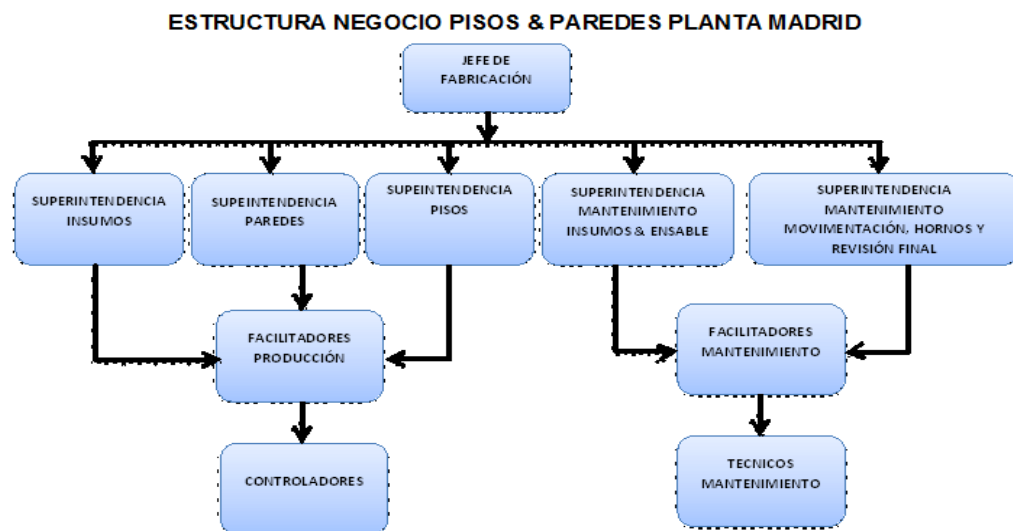 ESTRUCTURA NEGOCIO PISOS & PAREDES PLANTA MADRID
JEFE DE
FABRICACIÓN
SUPERINTENDENCIA
INSUMOS
SUPEINTENDENCIA
PAREDES
SUPEINTENDENCIA
PISOS
SUPERINTENDENCIA
MANTENIMIENTO
INSUMOS & ENSABLE
SUPERINTENDENCIA
MANTENIMIENTO
MOVIMENTACIÓN, HORNOS Y
REVISIÓN FINAL
FACILITADORES
PRODUCCIÓN
FACILITADORES
MANTENIMIENTO
CONTROLADORES
TECNICOS
MANTENIMIENTO